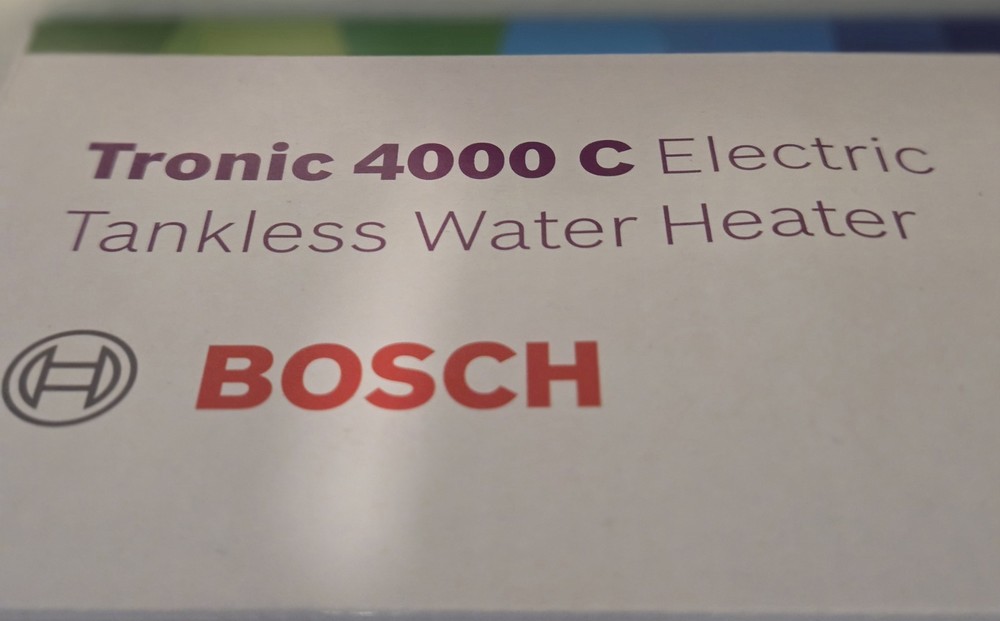 Tronic 4000 C Electric
Tankless Water Heater
BOSCH